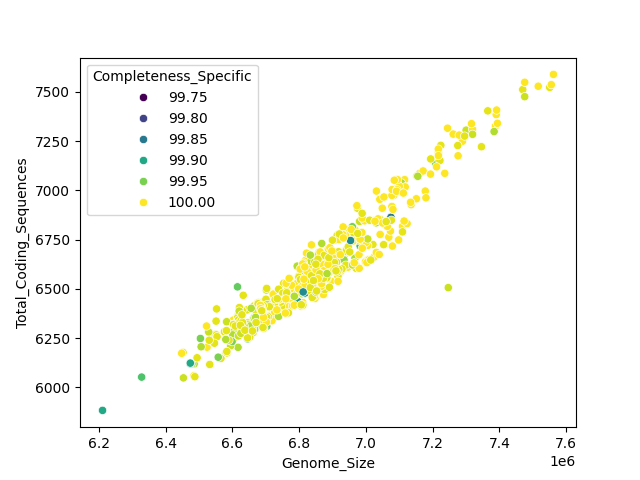 Completeness_Specific
99.75
99.80
99.85
99.90
99.95
100.00
7500
7250
7000
6750
6500
6250
6000
Total_Coding_Sequences
6.2 6.4 6.6 6.8 7.0 7.2 7.4 7.6
1e6
Genome_Size